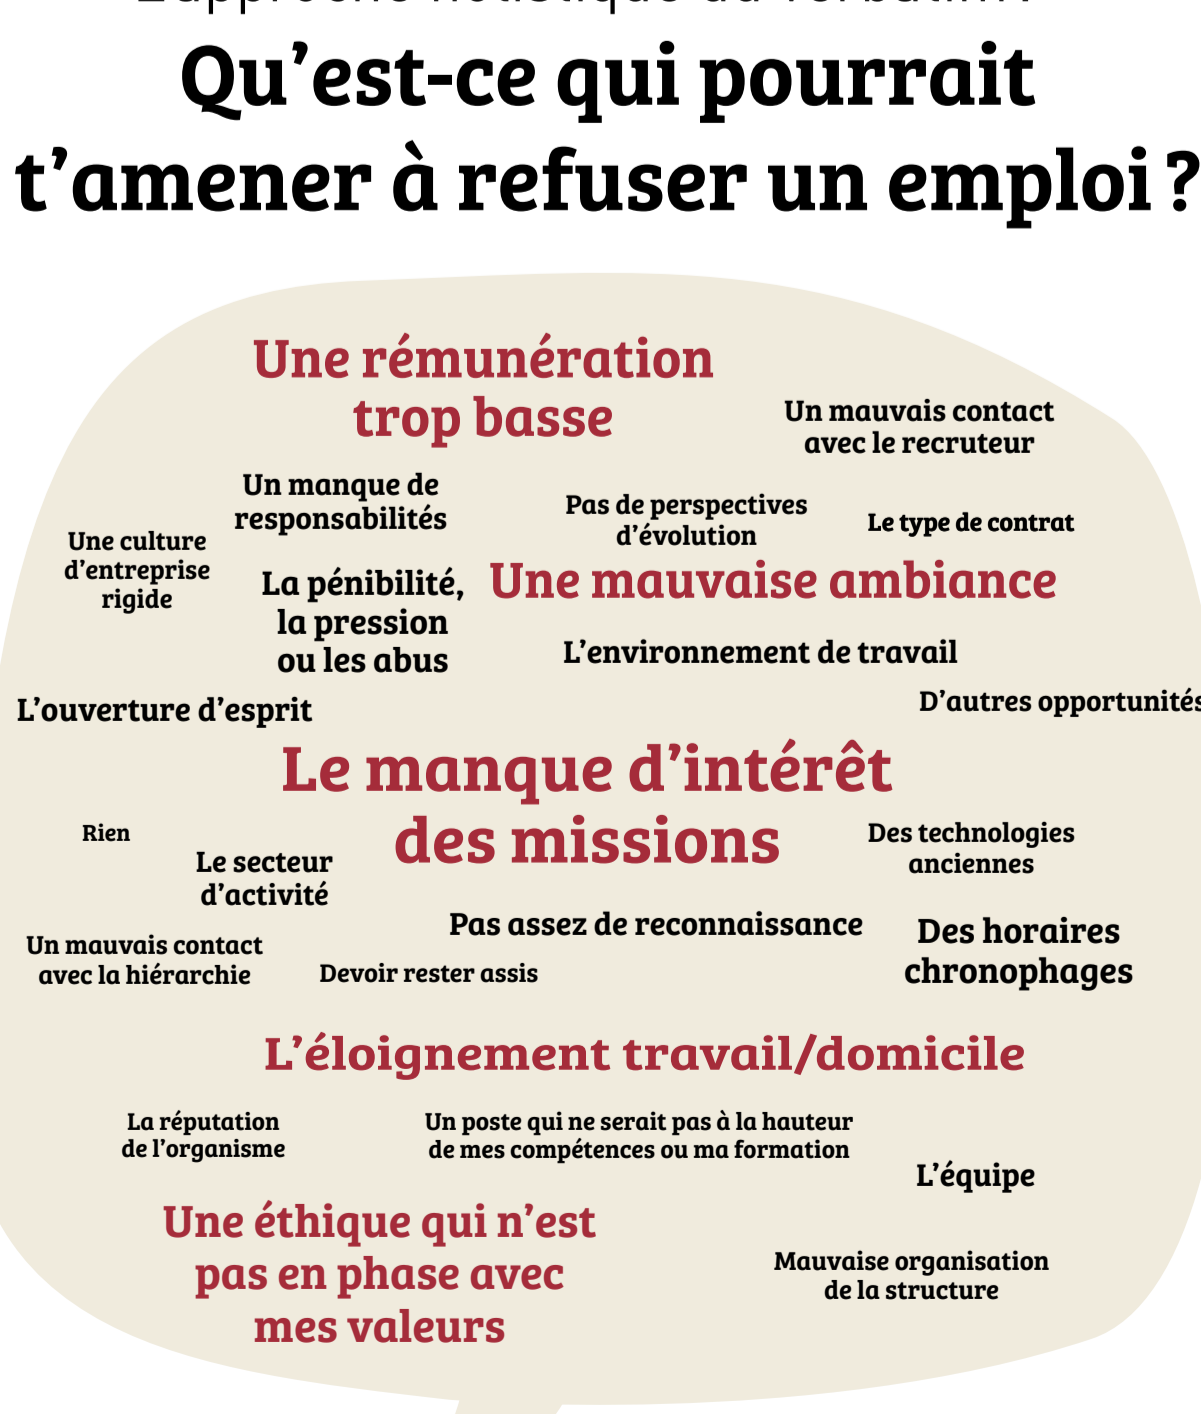 Qu’est-ce qui pourrait
t’amener à refuser un emploi ?
Une rémunération
trop basse
Un mauvais contact
avec le recruteur
Un manque de
responsabilités
Pas de perspectives
d’évolution
Le type de contrat
Une culture
d’entreprise
rigide
La pénibilité,
la pression
ou les abus
Une mauvaise ambiance
L’environnement de travail
L’ouverture d’esprit
D’autres opportunités
Le manque d’intérêt
des missions
Rien
Le secteur
d’activité
Des technologies
anciennes
Pas assez de reconnaissance
Des horaires
chronophages
Un mauvais contact
avec la hiérarchie
Devoir rester assis
L’éloignement travail/domicile
La réputation
de l’organisme
Un poste qui ne serait pas à la hauteur
de mes compétences ou ma formation
L’équipe
Une éthique qui n’est
pas en phase avec
mes valeurs
Mauvaise organisation
de la structure